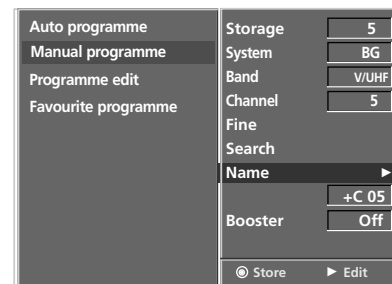 Auto programme
Manual programme
Programme edit
Favourite programme
Storage 5
System BG
Band V/UHF
Channel 5
Fine
Search
Name ►
+C 05
Booster Off
◉ Store ► Edit